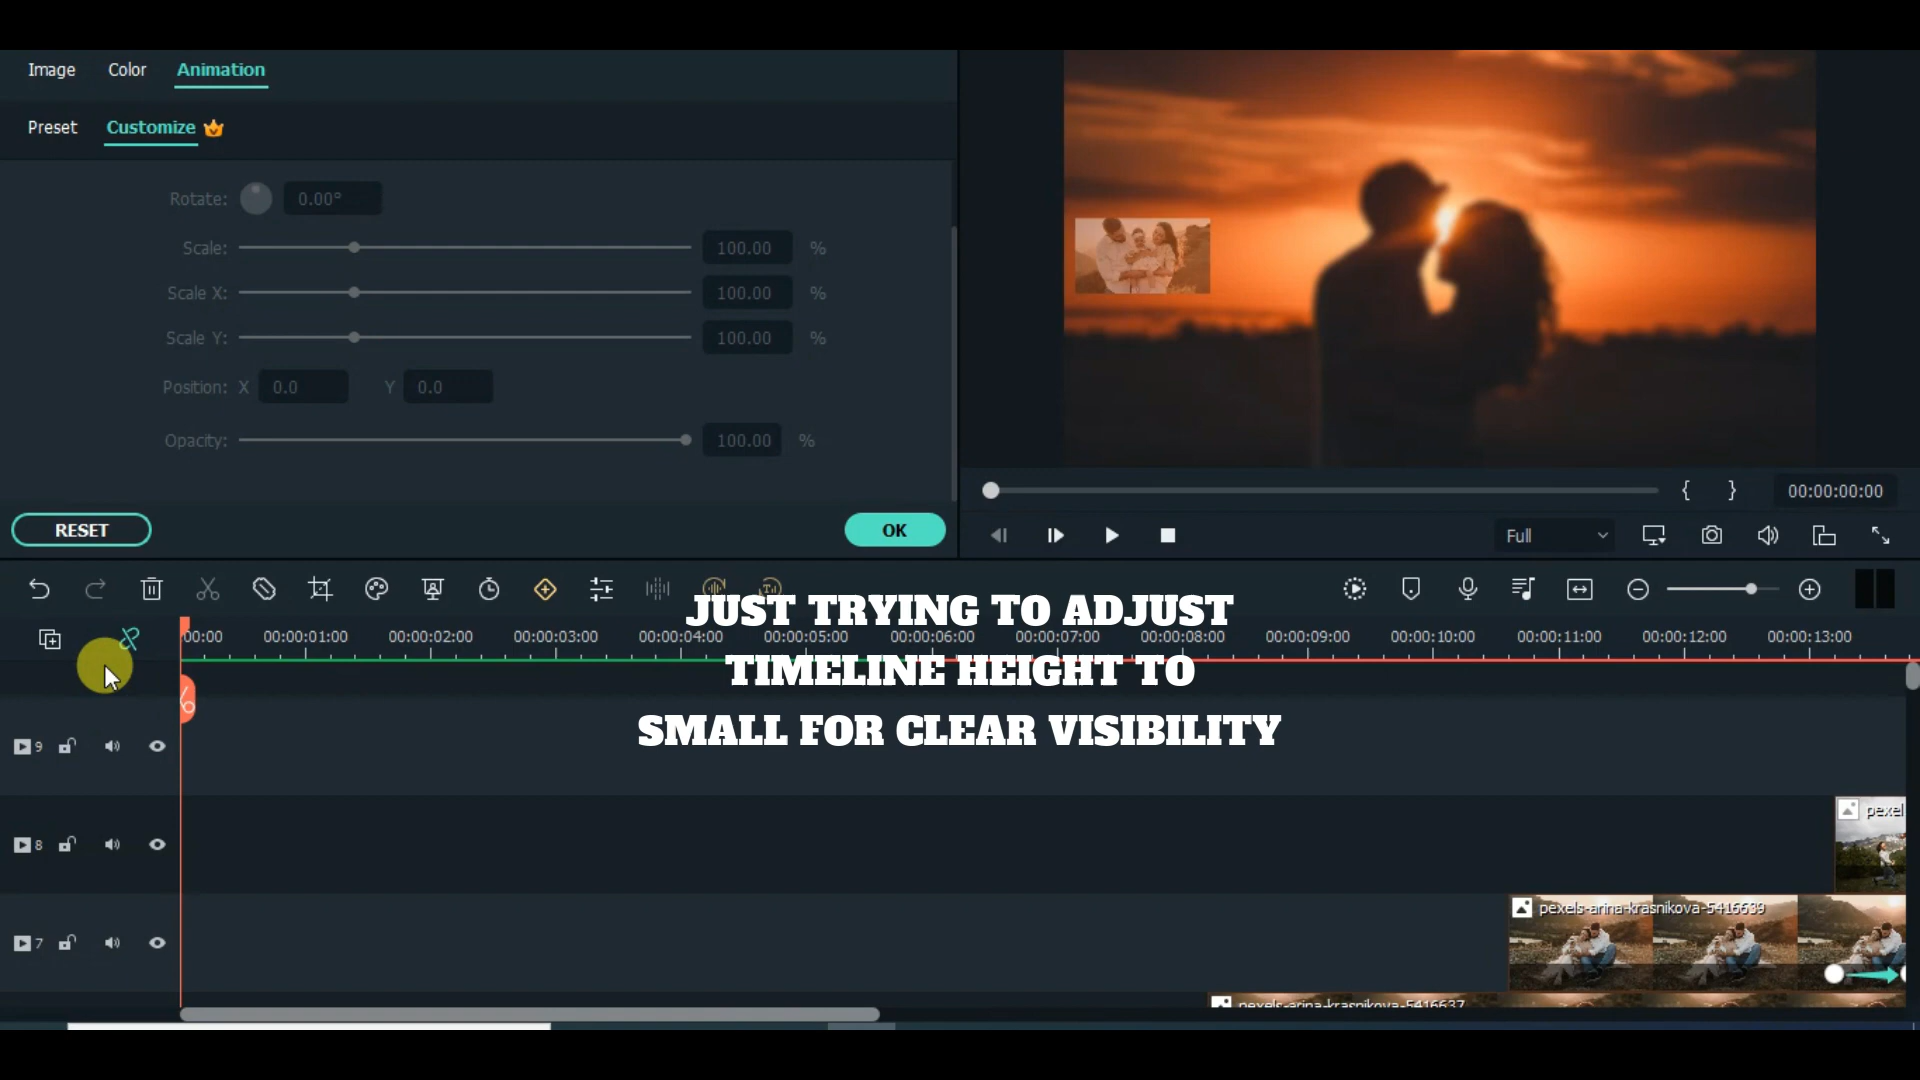 Image Color Animation
Preset Customize
Rotate: 0.00°
Scale: 100.00 %
Scale X: 100.00 %
Scale Y: 100.00 %
Position: X 0.0 Y 0.0
Opacity: 100.00 %
RESET OK
{ } 00:00:00:00
Full
00:00 00:00:01:00 00:00:02:00 00:00:03:00 00:00:04:00 00:00:05:00 00:00:06:00 00:00:07:00 00:00:08:00 00:00:09:00 00:00:10:00 00:00:11:00 00:00:12:00 00:00:13:00
JUST TRYING TO ADJUST
TIMELINE HEIGHT TO
SMALL FOR CLEAR VISIBILITY
9
8
pexel
7
pexels-arina-krasnikova-5416639
pexels-arina-krasnikova-5416637